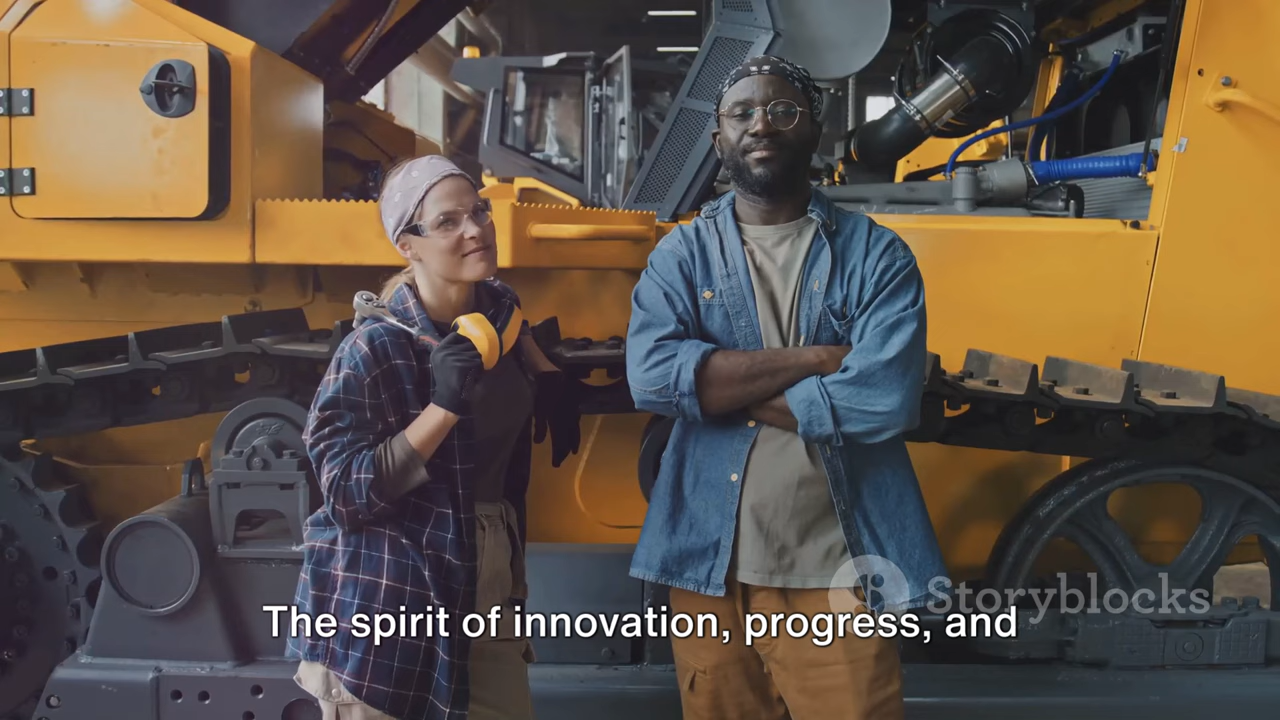 Storyblocks
The spirit of innovation, progress, and